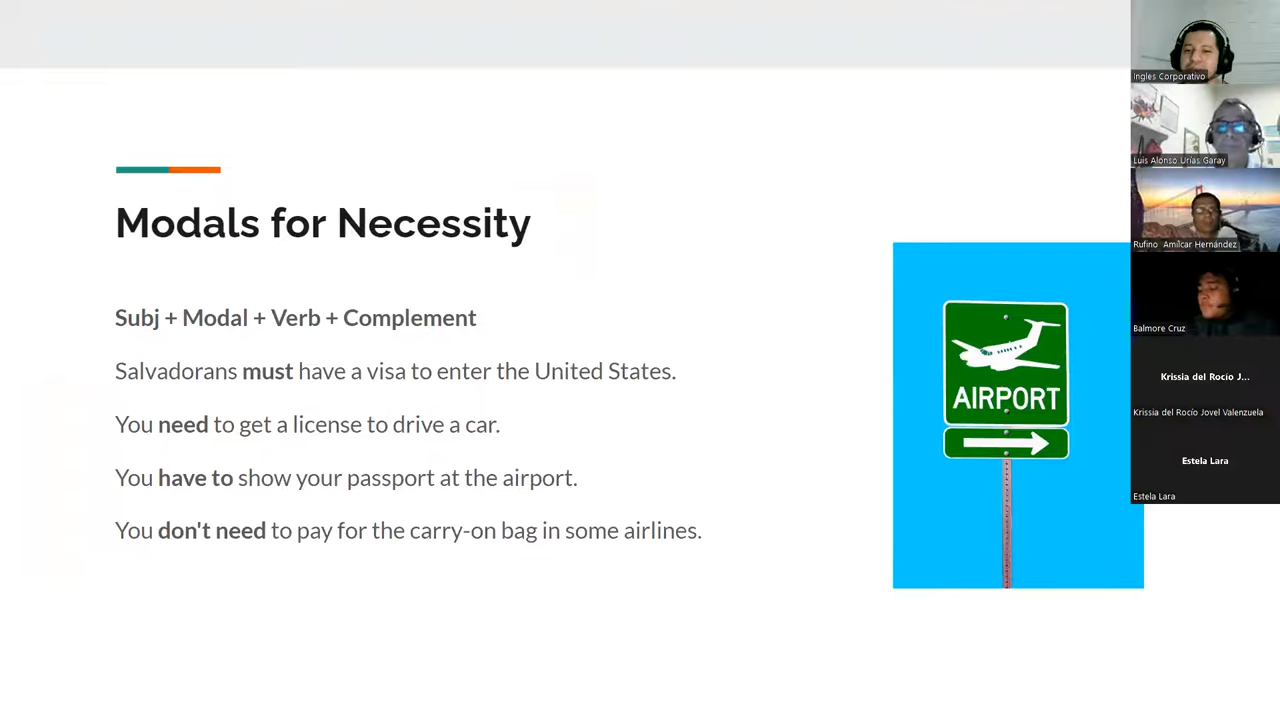 Modals for Necessity
Subj + Modal + Verb + Complement
Salvadorans must have a visa to enter the United States.
You need to get a license to drive a car.
You have to show your passport at the airport.
You don't need to pay for the carry-on bag in some airlines.
AIRPORT
Ingles Corporativo
Luis Alonso Urías Garay
Rufino Amílcar Hernández
Balmore Cruz
Krissia del Rocio J...
Krissia del Rocío Jovel Valenzuela
Estela Lara
Estela Lara